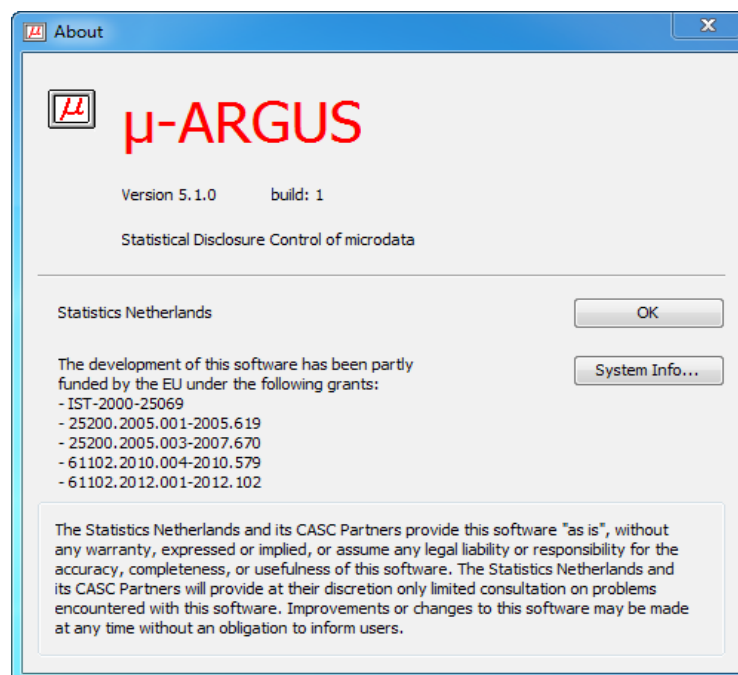 μ About
x
μ
μ-ARGUS
Version 5.1.0 build: 1
Statistical Disclosure Control of microdata
Statistics Netherlands
OK
The development of this software has been partly
funded by the EU under the following grants:
- IST-2000-25069
- 25200.2005.001-2005.619
- 25200.2005.003-2007.670
- 61102.2010.004-2010.579
- 61102.2012.001-2012.102
System Info...
The Statistics Netherlands and its CASC Partners provide this software "as is", without
any warranty, expressed or implied, or assume any legal liability or responsibility for the
accuracy, completeness, or usefulness of this software. The Statistics Netherlands and
its CASC Partners will provide at their discretion only limited consultation on problems
encountered with this software. Improvements or changes to this software may be made
at any time without an obligation to inform users.